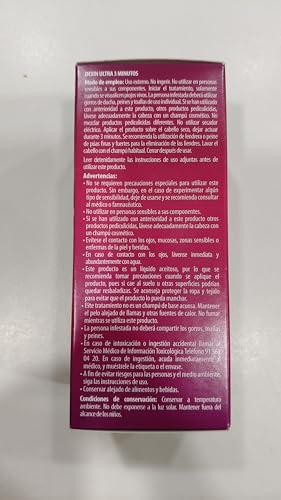 DEXIN ULTRA 3 MINUTOS
Modo de empleo: Uso externo. No ingerir. No utilizar en personas
sensibles a sus componentes. Iniciar el tratamiento, solamente
cuando se visualicen piojos vivos. La persona infestada deberá utilizar
gorros de ducha, peines y toallas de uso individual. Si se han utilizado
con anterioridad a este producto, otros productos pediculicidas,
lávese adecuadamente la cabeza con un champú cosmético. No
mezclar productos pediculicidas diferentes. No utilizar secador
eléctrico. Aplicar el producto sobre el cabello seco, dejar actuar
durante 3 minutos. Se recomienda la utilización de lendrera o peine
de púas finas y fuertes para la eliminación de las liendres. Lavar el
cabello con el champú habitual. Cerrar después de usar.
Leer detenidamente las instrucciones de uso adjuntas antes de
utilizar este producto.
Advertencias:
• No se requieren precauciones especiales para utilizar este
producto. Sin embargo, en el caso de experimentar algún
tipo de sensibilidad, deje de usarse y se recomienda consultar
al médico o farmacéutico.
• No utilizar en personas sensibles a sus componentes.
• Si se han utilizado con anterioridad a este producto otros
productos pediculicidas, lávese adecuadamente la cabeza con
un champú cosmético.
• Evítese el contacto con los ojos, mucosas, zonas sensibles o
enfermas de la piel y heridas.
• En caso de contacto con los ojos, lávense inmediata y
abundantemente con agua.
• Este producto es un líquido aceitoso, por lo que se
recomienda tomar precauciones cuando se aplique el
producto, pues si cae al suelo u otras superficies podrían
quedar resbaladizas. Se aconseja proteger la ropa y tejido
para evitar que el producto lo pueda manchar.
• Este tratamiento no es un champú de base acuosa. Mantener
el pelo alejado de llamas y otras fuentes de calor. No fumar
mientras se utiliza este producto.
• La persona infestada no deberá compartir los gorros, toallas y
peines.
• En caso de intoxicación o ingestión accidental llamar al
Servicio Médico de Información Toxicológica Teléfono 91 562
04 20. En caso de ingestión, acuda inmediatamente al
médico, y muéstrele la etiqueta o el envase.
• A fin de evitar riesgos para las personas y el medio ambiente,
siga las instrucciones de uso.
• Conservar alejado de alimentos y bebidas.
Condiciones de conservación: Conservar a temperatura
ambiente. No debe exponerse a la luz solar. Mantener fuera del
alcance de los niños.